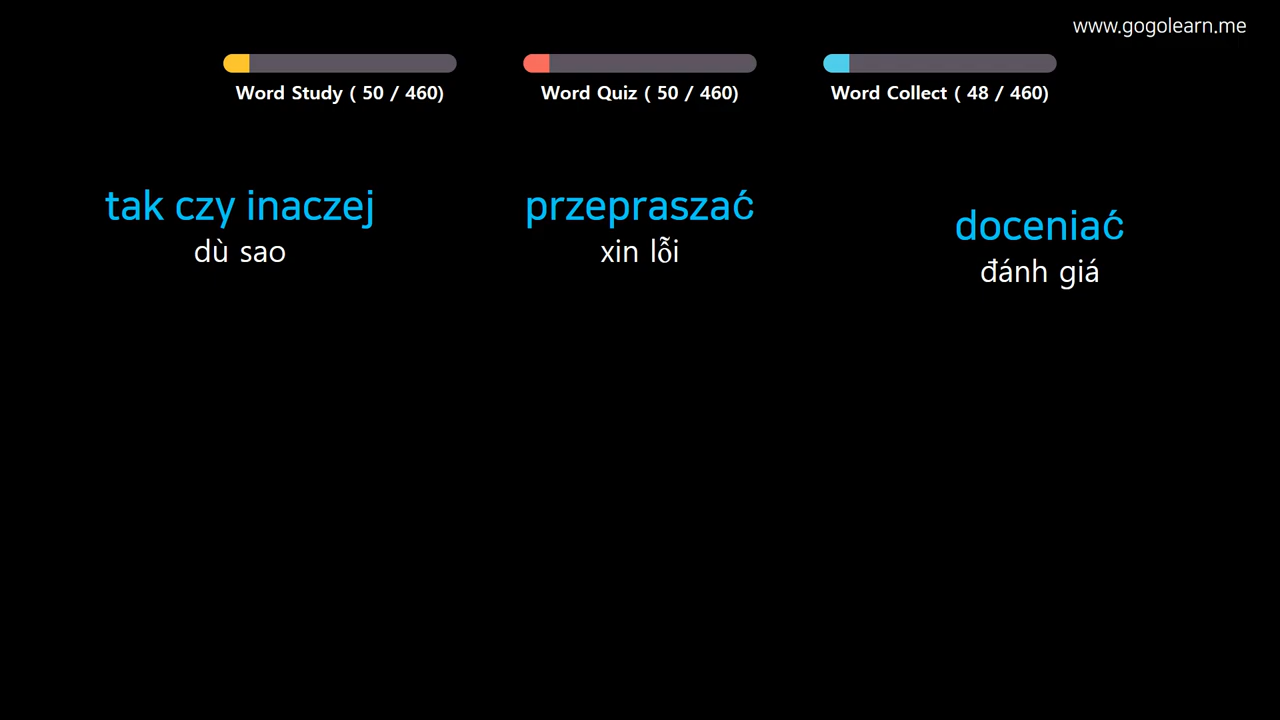 www.gogolearn.me
Word Study ( 50 / 460)
Word Quiz ( 50 / 460)
Word Collect ( 48 / 460)
tak czy inaczej
dù sao
przepraszać
xin lỗi
doceniać
đánh giá